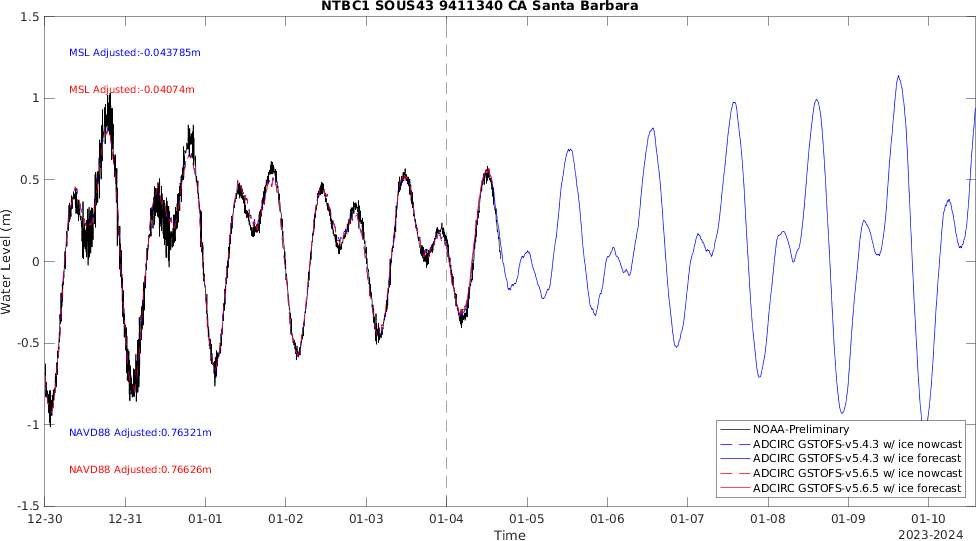 NTBC1 SOUS43 9411340 CA Santa Barbara
1.5
MSL Adjusted:-0.043785m
MSL Adjusted:-0.04074m
1
0.5
0
-0.5
-1
-1.5
Water Level (m)
NAVD88 Adjusted:0.76321m
NAVD88 Adjusted:0.76626m
NOAA-Preliminary
ADCIRC GSTOFS-v5.4.3 w/ ice nowcast
ADCIRC GSTOFS-v5.4.3 w/ ice forecast
ADCIRC GSTOFS-v5.6.5 w/ ice nowcast
ADCIRC GSTOFS-v5.6.5 w/ ice forecast
12-30 12-31 01-01 01-02 01-03 01-04 01-05 01-06 01-07 01-08 01-09 01-10
Time
2023-2024